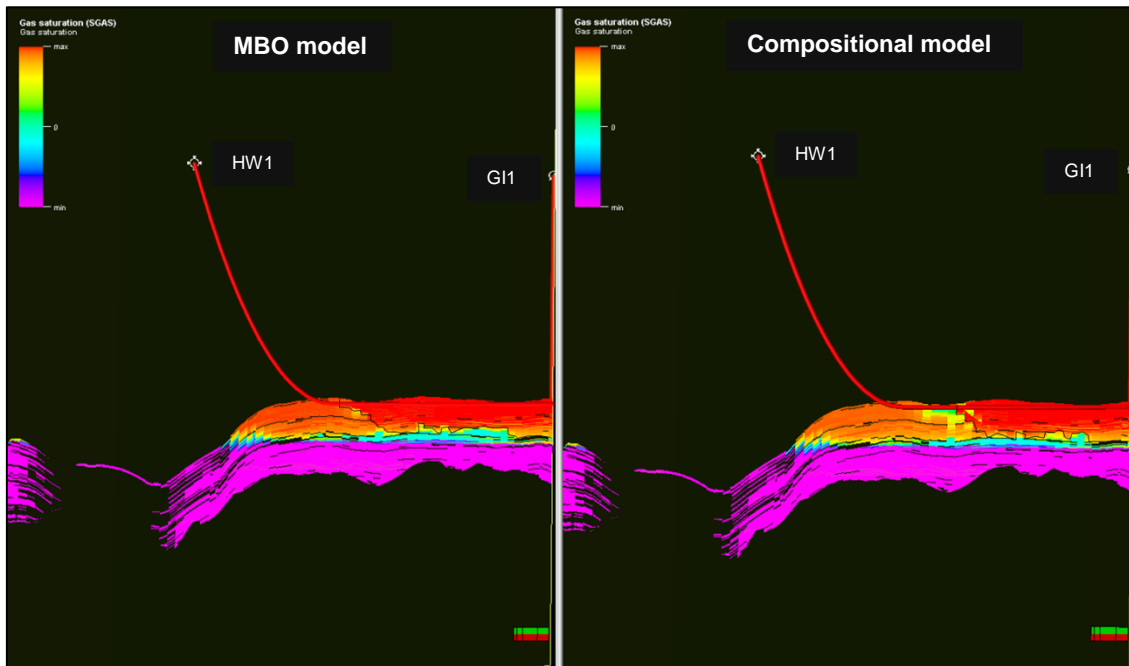 Gas saturation (SGAS)
Gas saturation
max
0
min
MBO model
HW1
GI1
Gas saturation (SGAS)
Gas saturation
max
0
min
Compositional model
HW1
GI1